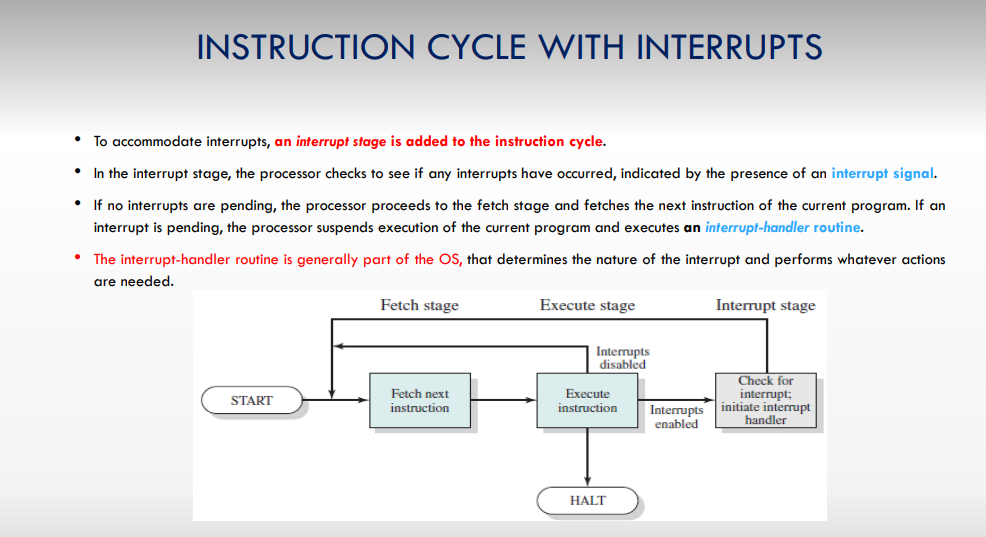 INSTRUCTION CYCLE WITH INTERRUPTS
• To accommodate interrupts, an interrupt stage is added to the instruction cycle.
• In the interrupt stage, the processor checks to see if any interrupts have occurred, indicated by the presence of an interrupt signal.
• If no interrupts are pending, the processor proceeds to the fetch stage and fetches the next instruction of the current program. If an
interrupt is pending, the processor suspends execution of the current program and executes an interrupt-handler routine.
• The interrupt-handler routine is generally part of the OS, that determines the nature of the interrupt and performs whatever actions
are needed.
Fetch stage
Execute stage
Interrupt stage
Interrupts
disabled
START
Fetch next
instruction
Execute
instruction
Interrupts
enabled
Check for
interrupt;
initiate interrupt
handler
HALT